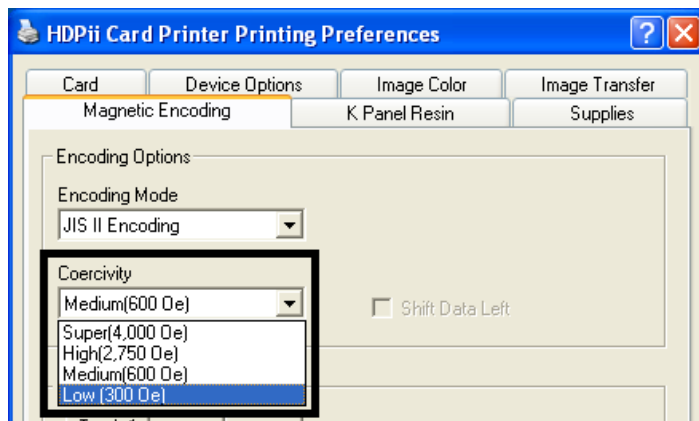 HDPii Card Printer Printing Preferences
Card Device Options Image Color Image Transfer
Magnetic Encoding K Panel Resin Supplies
Encoding Options
Encoding Mode
JIS II Encoding
Coercivity
Medium(600 Oe)
Shift Data Left
Super(4,000 Oe)
High(2,750 Oe)
Medium(600 Oe)
Low (300 Oe)